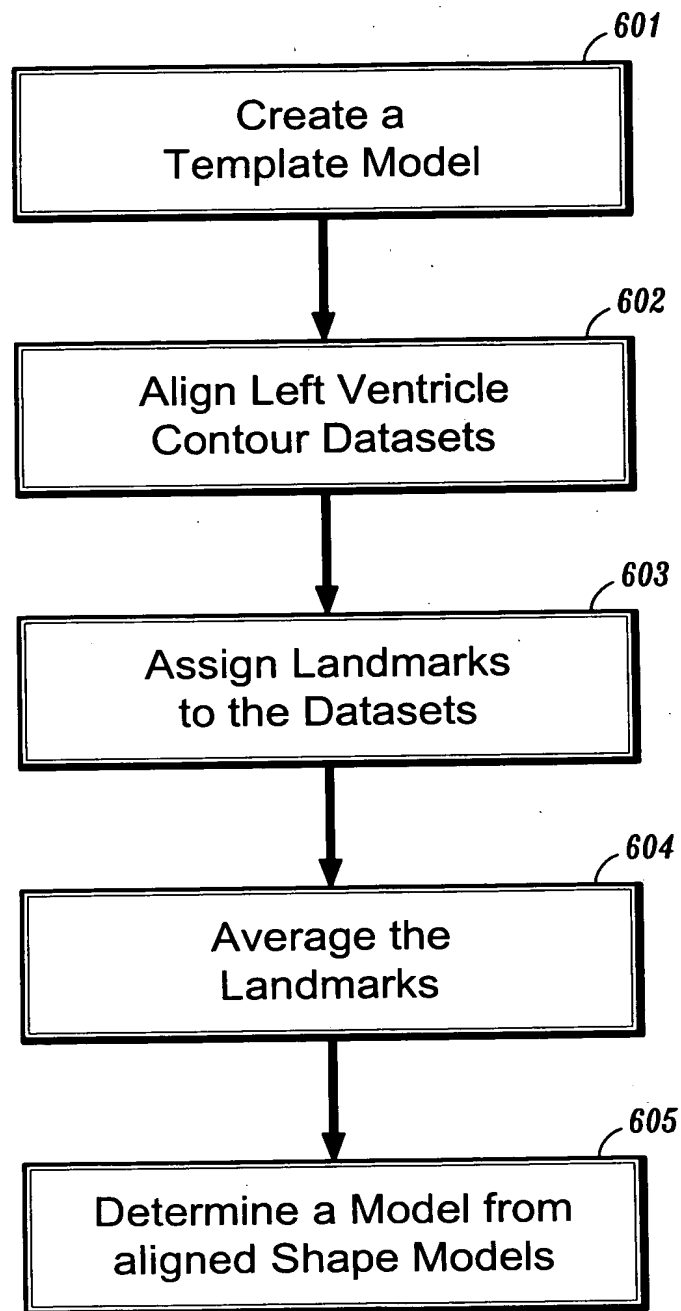 601
Create a
Template Model
602
Align Left Ventricle
Contour Datasets
603
Assign Landmarks
to the Datasets
604
Average the
Landmarks
605
Determine a Model from
aligned Shape Models